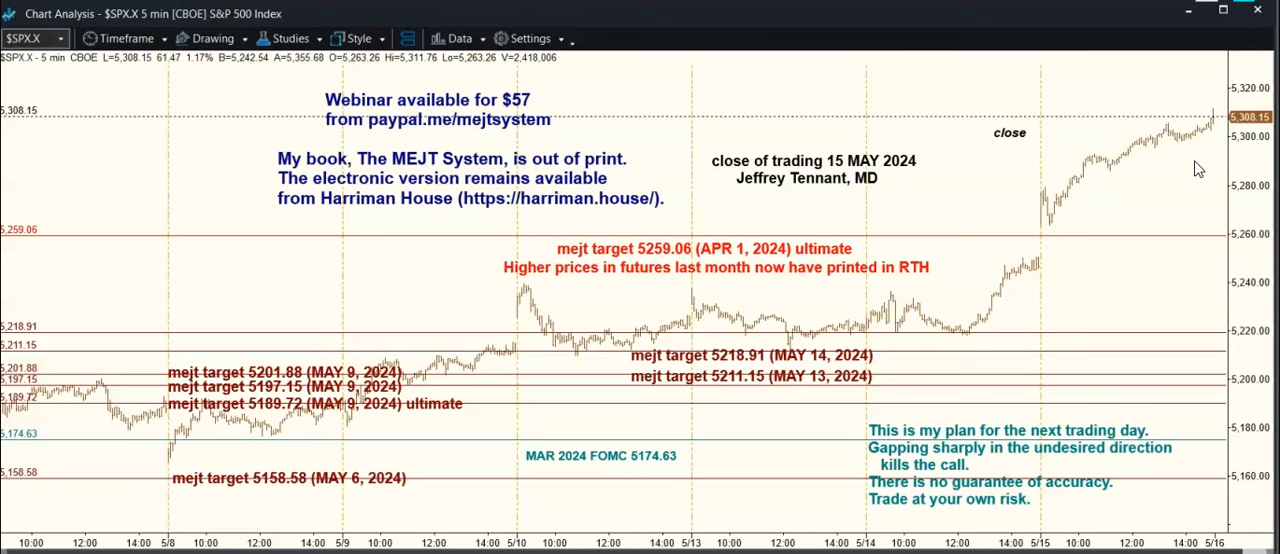 Chart Analysis - $SPX.X 5 min [CBOE] S&P 500 Index
$SPX.X Timeframe Drawing Studies Style Data Settings
$SPX.X - 5 min CBOE L=5,308.15 61.47 1.17% B=5,242.54 A=5,355.68 O=5,263.26 Hi=5,311.76 Lo=5,263.26 V=2,418,006
5,320.00
Webinar available for $57
from paypal.me/mejtsystem
5,308.15
5,308.15
close
5,300.00
My book, The MEJT System, is out of print.
The electronic version remains available
from Harriman House (https://harriman.house/).
close of trading 15 MAY 2024
Jeffrey Tennant, MD
5,280.00
5,259.06
5,260.00
mejt target 5259.06 (APR 1, 2024) ultimate
Higher prices in futures last month now have printed in RTH
5,240.00
5,218.91
5,220.00
5,211.15
mejt target 5218.91 (MAY 14, 2024)
5,201.88
mejt target 5201.88 (MAY 9, 2024)
mejt target 5211.15 (MAY 13, 2024)
5,200.00
5,197.15
mejt target 5197.15 (MAY 9, 2024)
5,189.72
mejt target 5189.72 (MAY 9, 2024) ultimate
5,180.00
5,174.63
This is my plan for the next trading day.
Gapping sharply in the undesired direction
kills the call.
There is no guarantee of accuracy.
Trade at your own risk.
MAR 2024 FOMC 5174.63
5,160.00
5,158.58
mejt target 5158.58 (MAY 6, 2024)
10:00 12:00 14:00 5/8 10:00 12:00 14:00 5/9 10:00 12:00 14:00 5/10 10:00 12:00 14:00 5/13 10:00 12:00 14:00 5/14 10:00 12:00 14:00 5/15 10:00 12:00 14:00 5/16